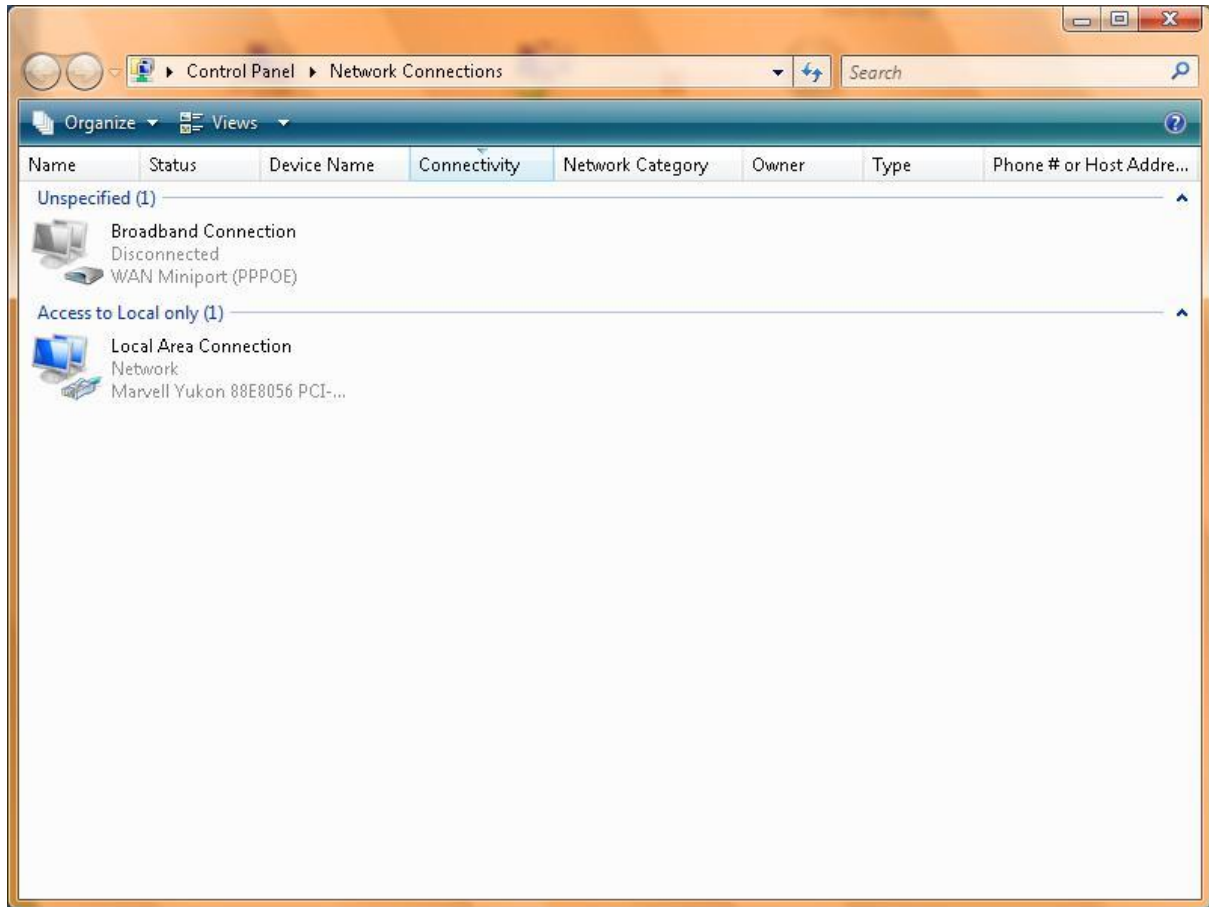 Control Panel ▸ Network Connections
Search
Organize Views
Name Status Device Name Connectivity Network Category Owner Type Phone # or Host Addre...
Unspecified (1)
Broadband Connection
Disconnected
WAN Miniport (PPPOE)
Access to Local only (1)
Local Area Connection
Network
Marvell Yukon 88E8056 PCI-...